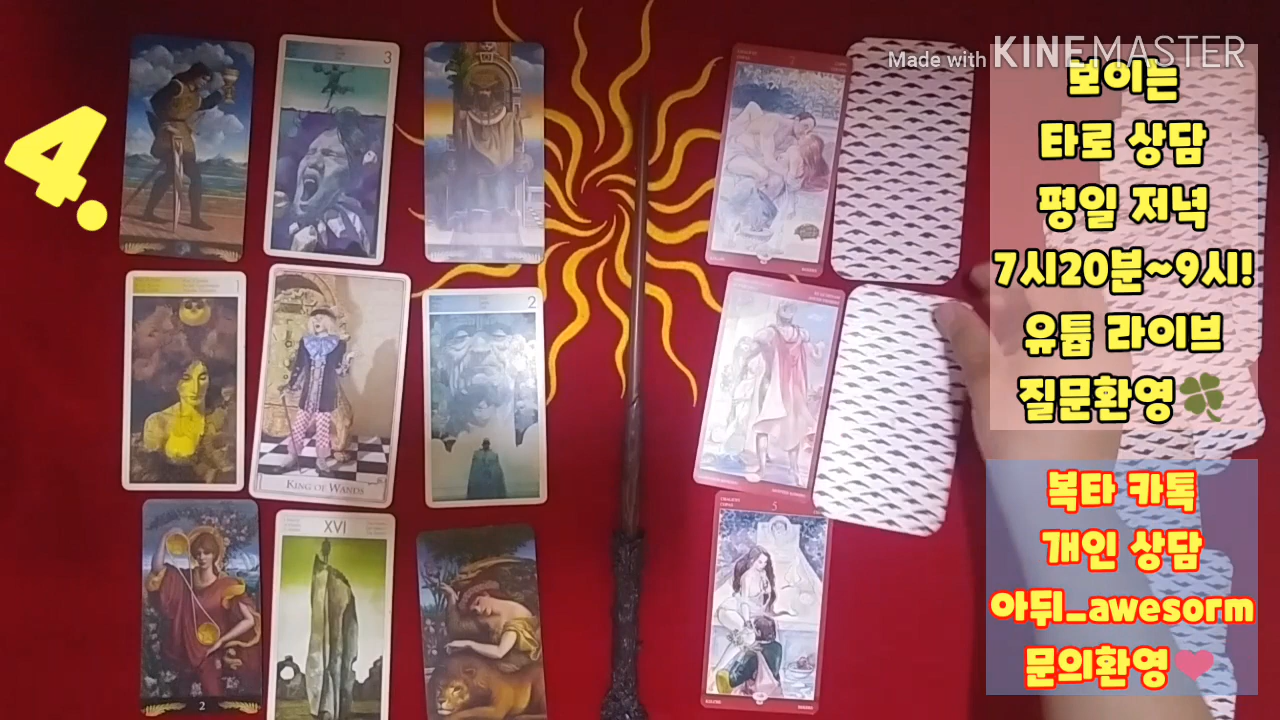 Made with KINEMASTER
4.
보이는
타로 상담
평일 저녁
7시20분~9시!
유튭 라이브
질문환영🍀
복타 카톡
개인 상담
아뒤_awesorm
문의환영❤
3
7
1
KING OF WANDS
2
2
XVI
5